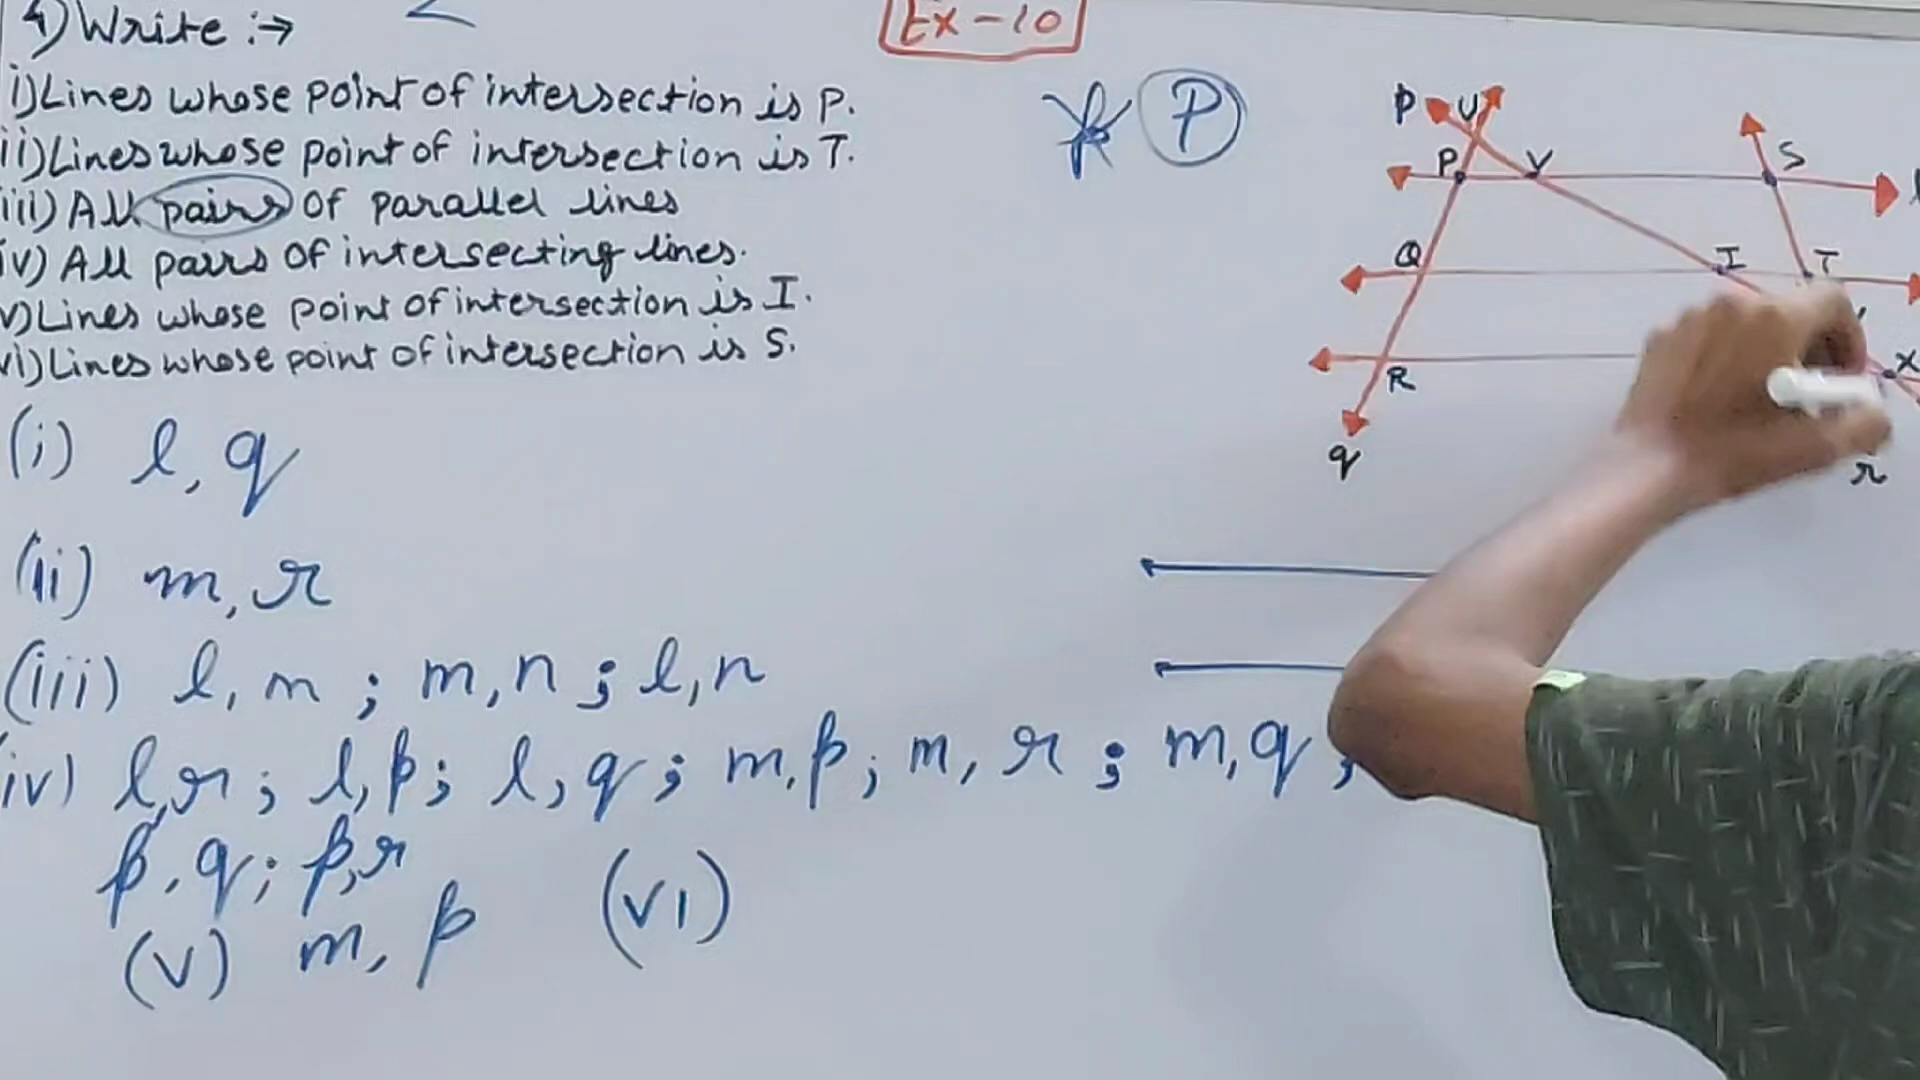 4) Write :→
Ex-10
i) Lines whose point of intersection is P.
ii) Lines whose point of intersection is T.
iii) All pairs of parallel lines
iv) All pairs of intersecting lines.
v) Lines whose point of intersection is I.
vi) Lines whose point of intersection is S.
P
p U
P V S l
Q I T
R X
q r
(i) l, q
(ii) m, r
(iii) l, m ; m, n ; l, n
iv) l, r ; l, p ; l, q ; m, p ; m, r ; m, q ;
p, q ; p, r
(v) m, p (vi)